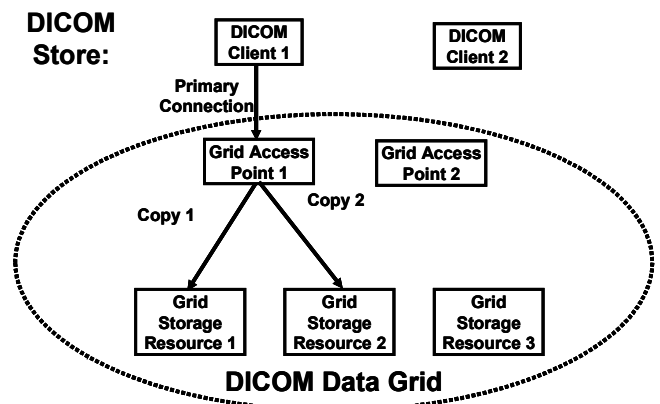 DICOM
Store:
DICOM
Client 1
DICOM
Client 2
Primary
Connection
Grid Access
Point 1
Grid Access
Point 2
Copy 1
Copy 2
Grid
Storage
Resource 1
Grid
Storage
Resource 2
Grid
Storage
Resource 3
DICOM Data Grid